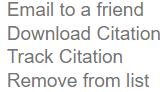 Email to a friend
Download Citation
Track Citation
Remove from list